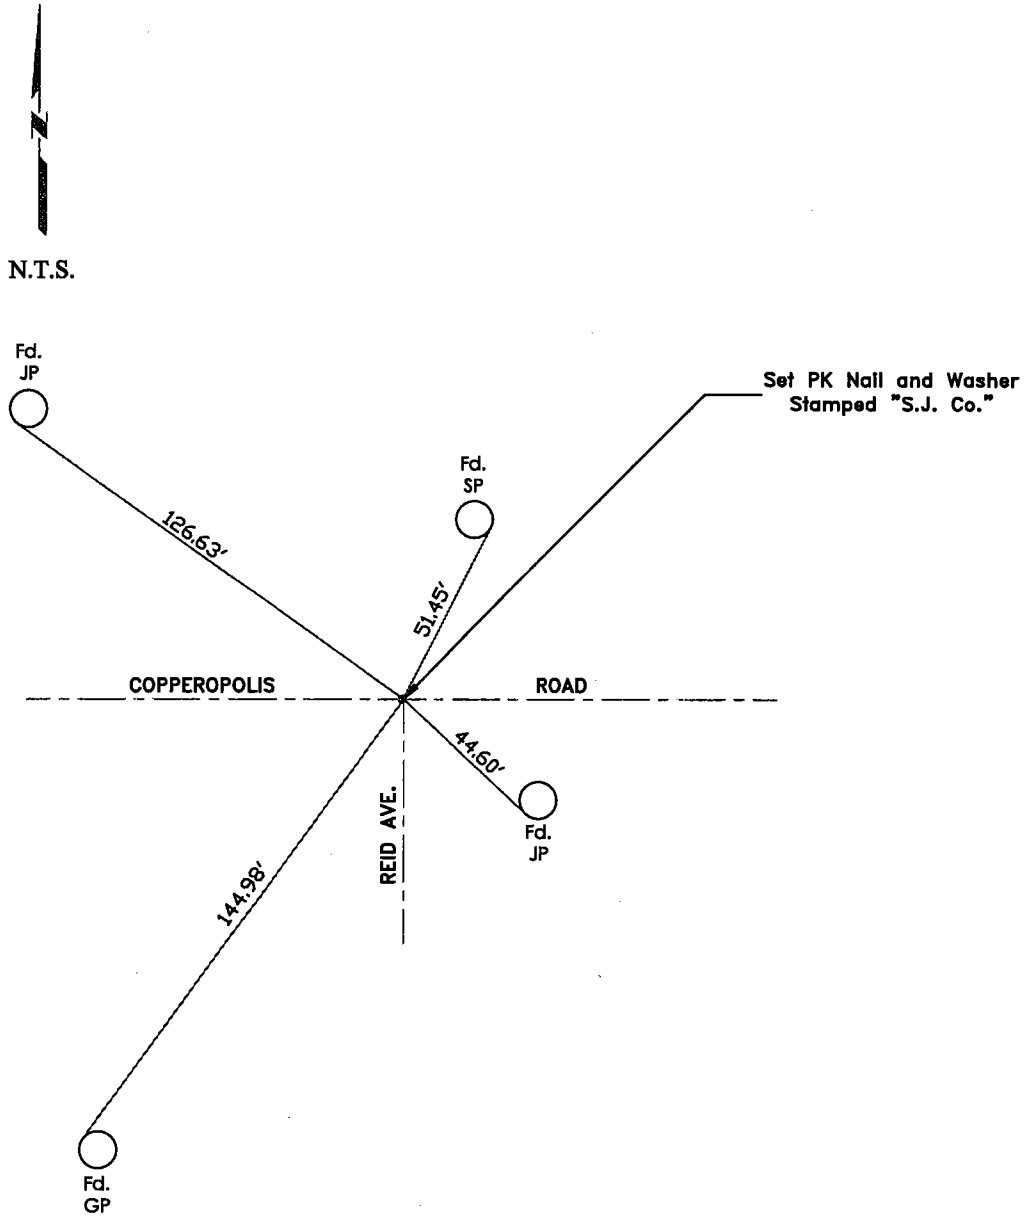 N
N.T.S.
Fd.
JP
Set PK Nail and Washer
Stamped "S.J. Co."
Fd.
SP
126.63'
51.45'
COPPEROPOLIS ROAD
44.60'
REID AVE.
Fd.
JP
144.98'
Fd.
GP